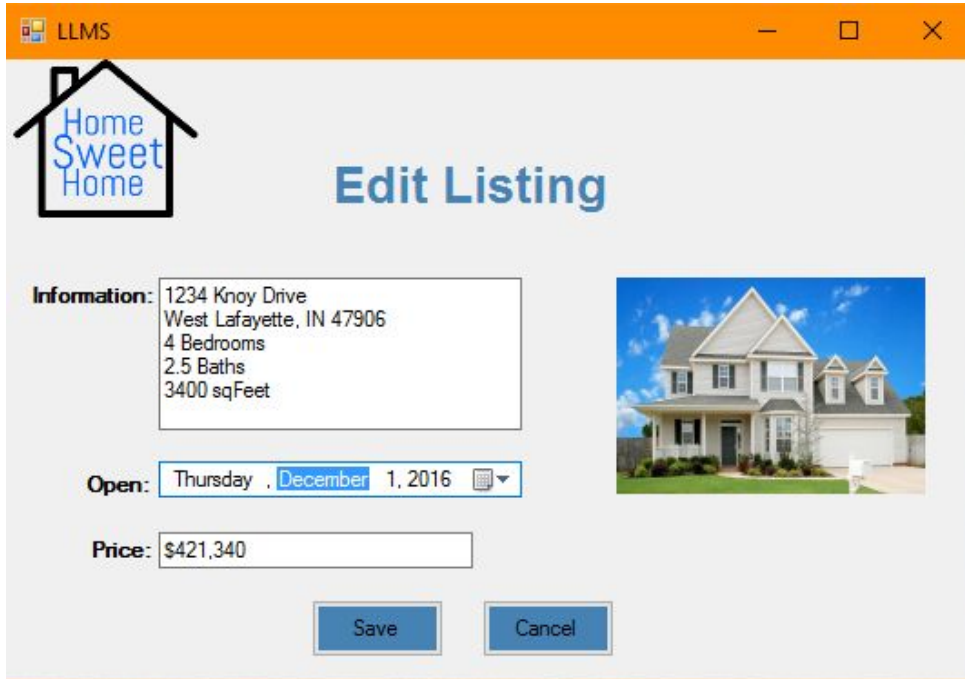 LLMS
Home
Sweet
Home
Edit Listing
Information:
1234 Knoy Drive
West Lafayette, IN 47906
4 Bedrooms
2.5 Baths
3400 sqFeet
Open: Thursday , December 1, 2016
Price: $421,340
Save Cancel